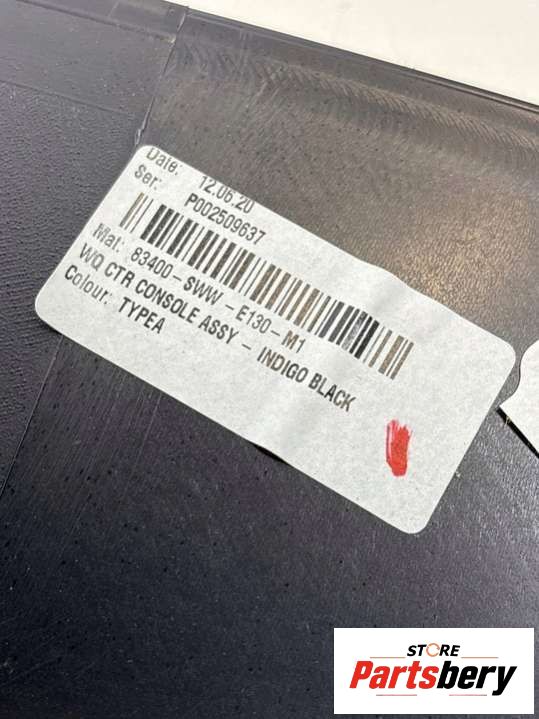 Date: 12.06.20
Ser: P002509637
Mat: 83400-SWW-E130-M1
WQ CTR CONSOLE ASSY - INDIGO BLACK
Colour: TYPEA
STORE
Partsbery